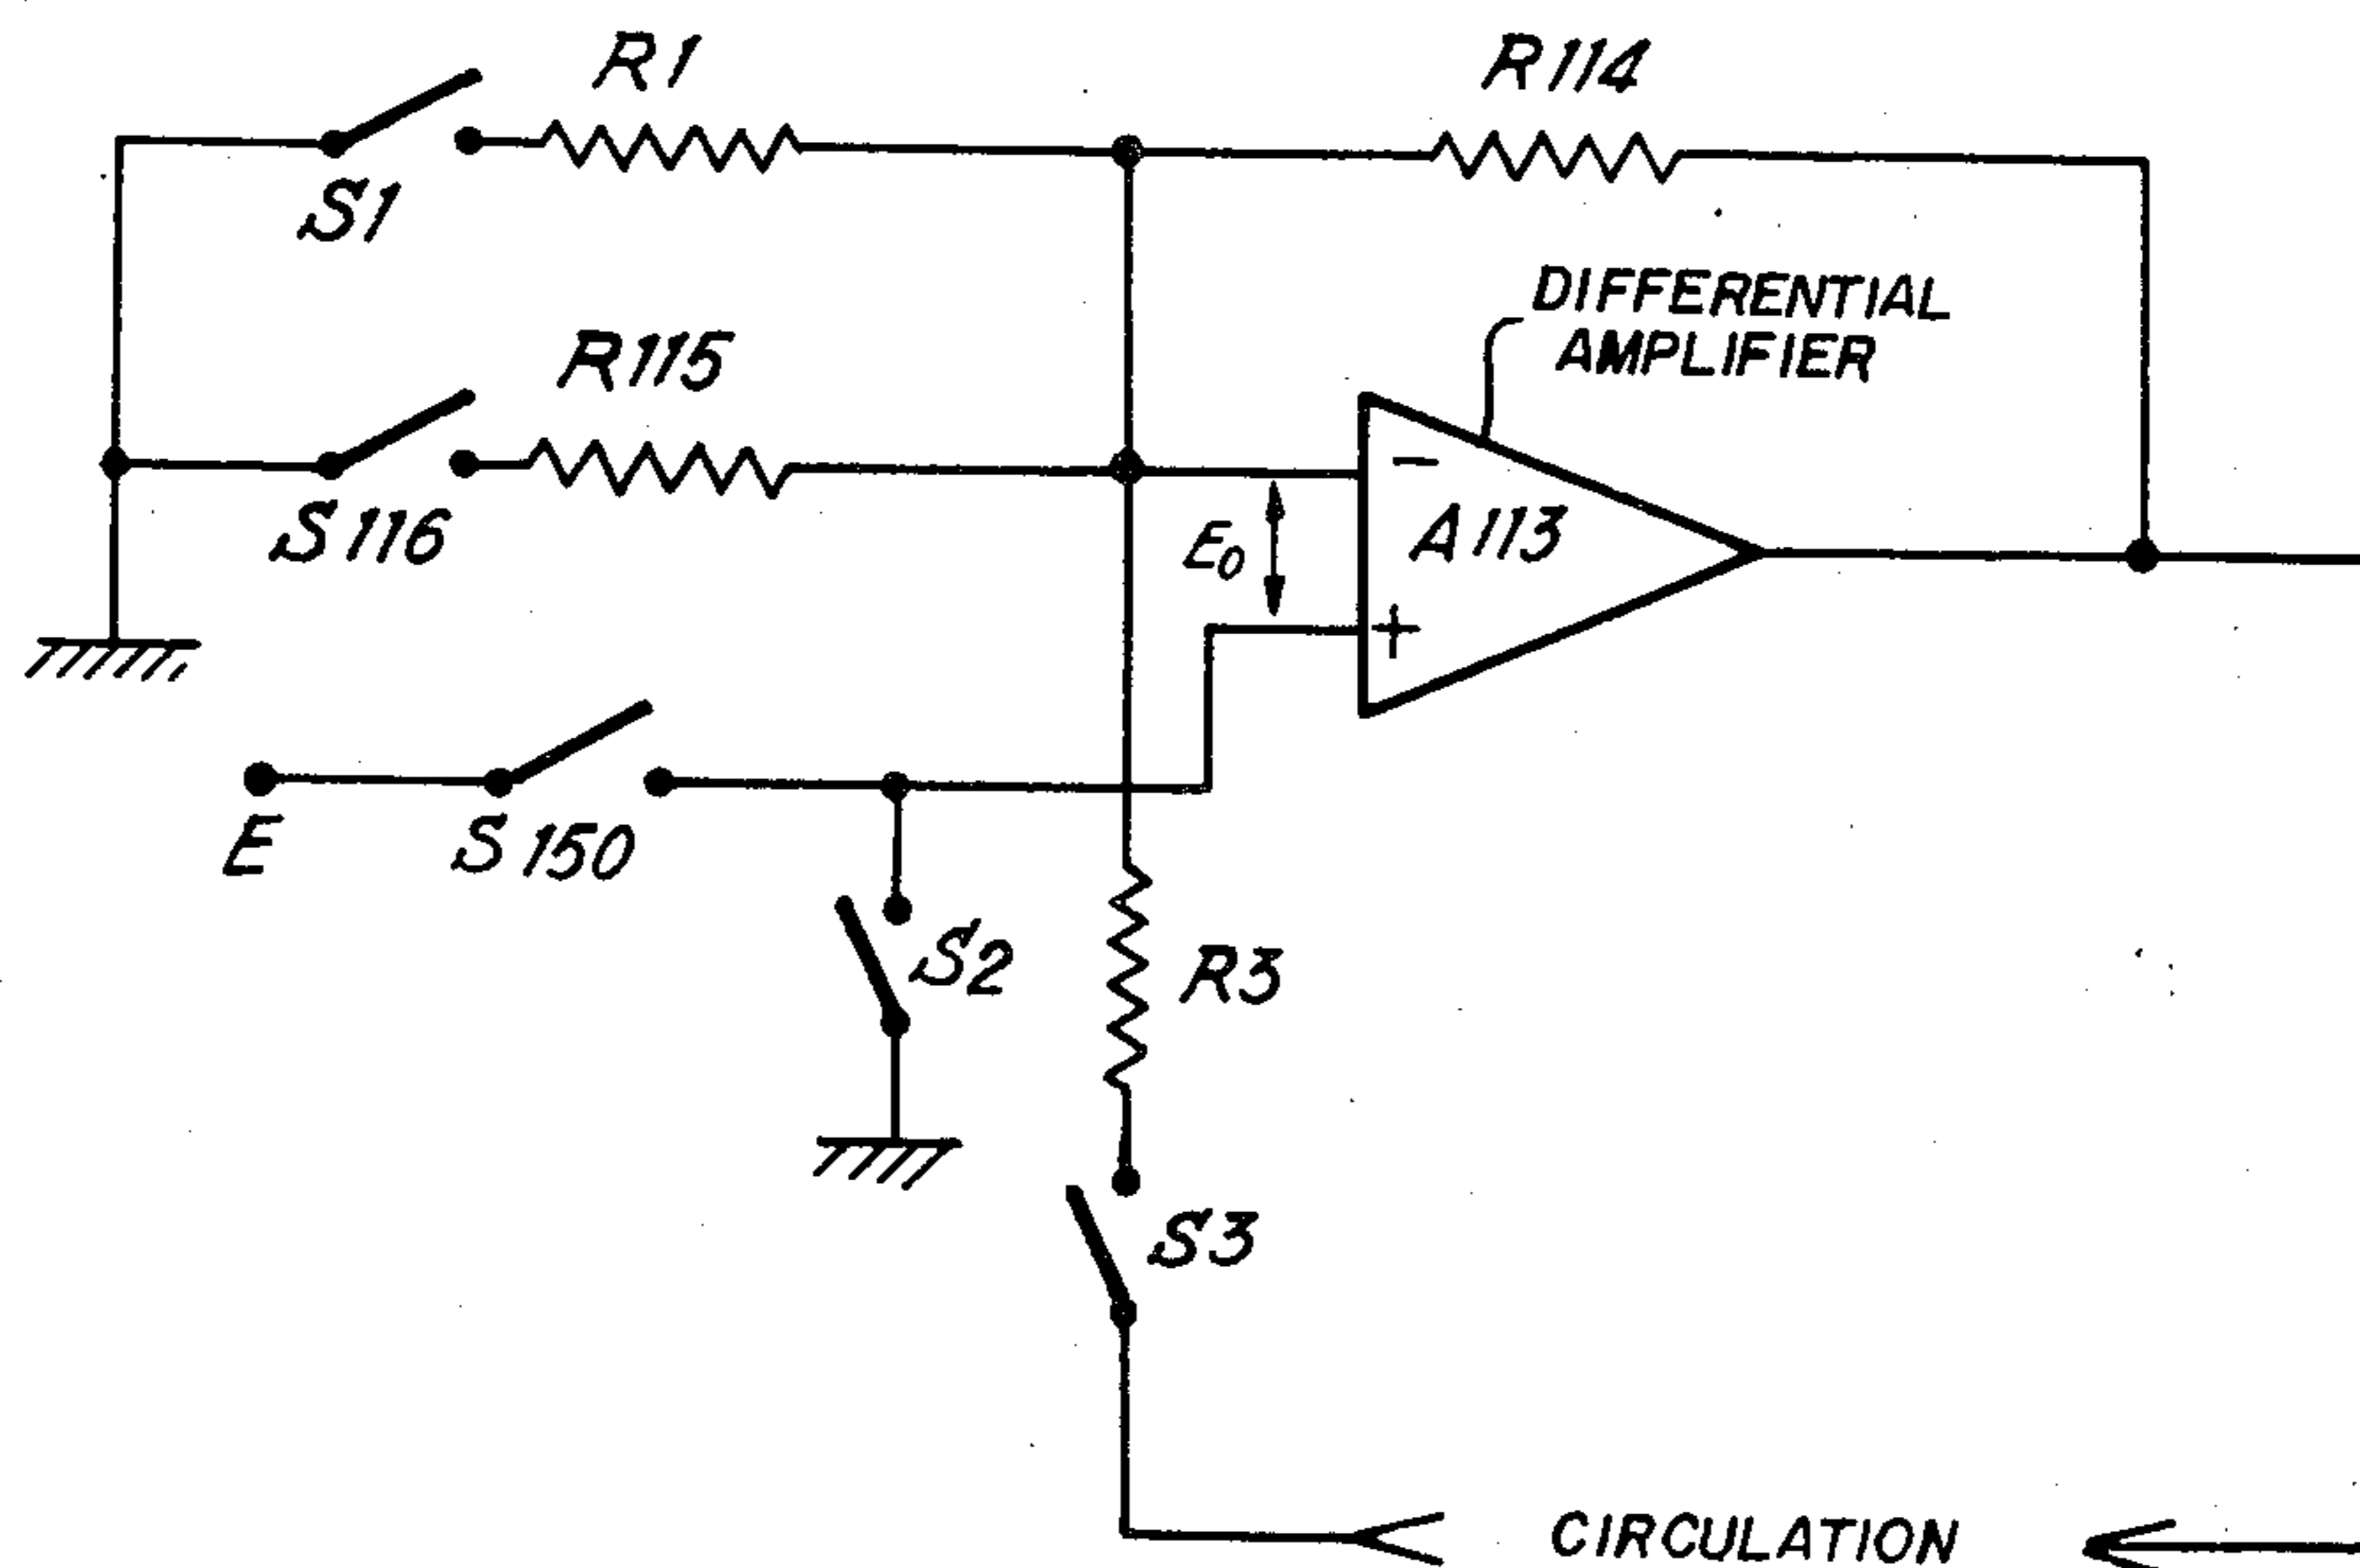 R1
R114
S1
DIFFERENTIAL
AMPLIFIER
R115
S116
E0
−
A113
+
E
S150
S2
R3
S3
CIRCULATION